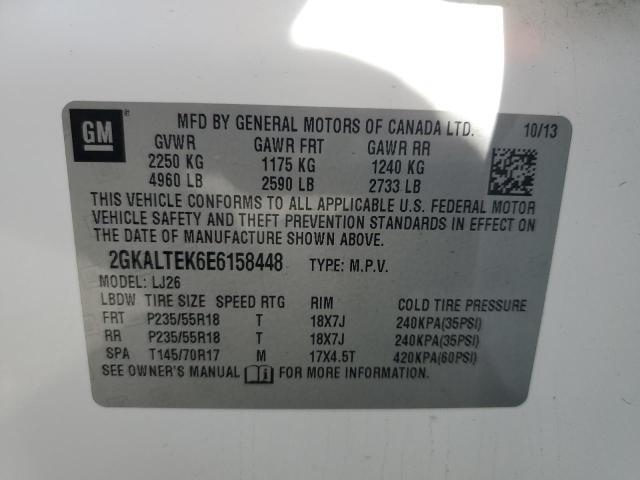 GM
MFD BY GENERAL MOTORS OF CANADA LTD. 10/13
GVWR GAWR FRT GAWR RR
2250 KG 1175 KG 1240 KG
4960 LB 2590 LB 2733 LB
THIS VEHICLE CONFORMS TO ALL APPLICABLE U.S. FEDERAL MOTOR
VEHICLE SAFETY AND THEFT PREVENTION STANDARDS IN EFFECT ON
THE DATE OF MANUFACTURE SHOWN ABOVE.
2GKALTEK6E6158448 TYPE: M.P.V.
MODEL: LJ26
LBDW TIRE SIZE SPEED RTG RIM COLD TIRE PRESSURE
FRT P235/55R18 T 18X7J 240KPA(35PSI)
RR P235/55R18 T 18X7J 240KPA(35PSI)
SPA T145/70R17 M 17X4.5T 420KPA(60PSI)
SEE OWNER'S MANUAL FOR MORE INFORMATION.